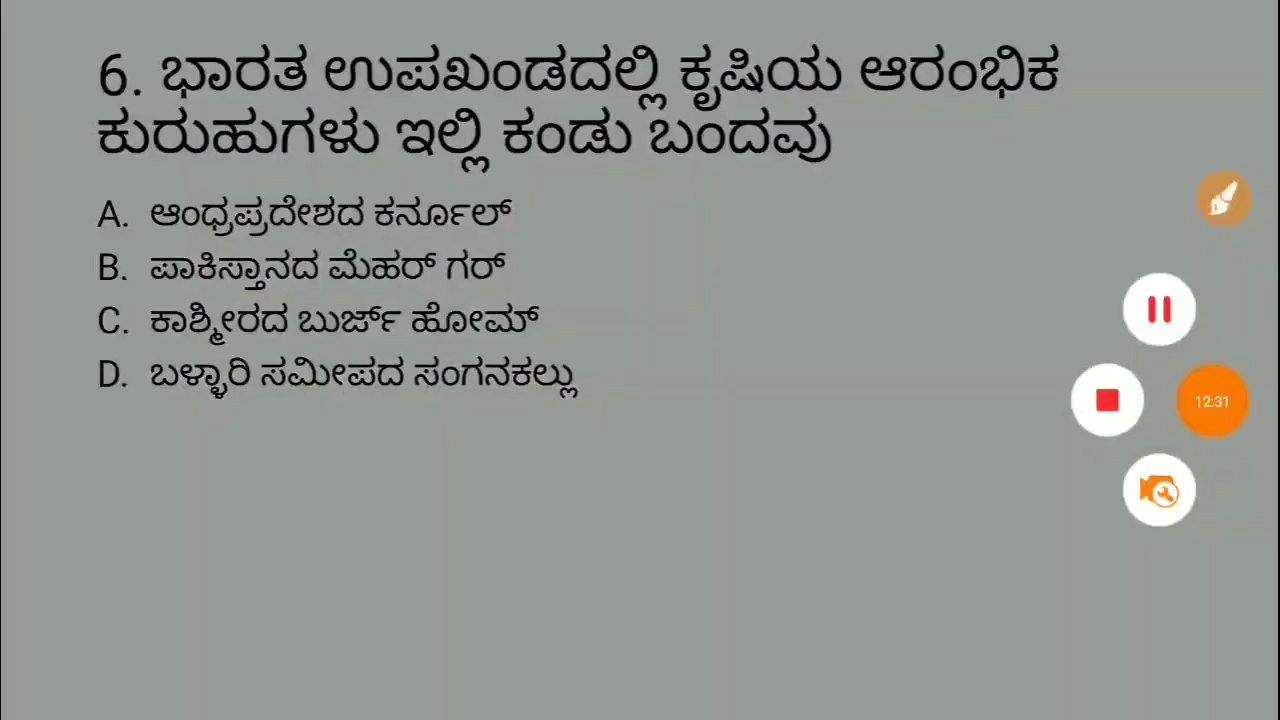 6. ಭಾರತ ಉಪಖಂಡದಲ್ಲಿ ಕೃಷಿಯ ಆರಂಭಿಕ
ಕುರುಹುಗಳು ಇಲ್ಲಿ ಕಂಡು ಬಂದವು
A. ಆಂಧ್ರಪ್ರದೇಶದ ಕರ್ನೂಲ್
B. ಪಾಕಿಸ್ತಾನದ ಮೆಹರ್ ಗರ್
C. ಕಾಶ್ಮೀರದ ಬುರ್ಜ್ ಹೋಮ್
D. ಬಳ್ಳಾರಿ ಸಮೀಪದ ಸಂಗನಕಲ್ಲು
12:31